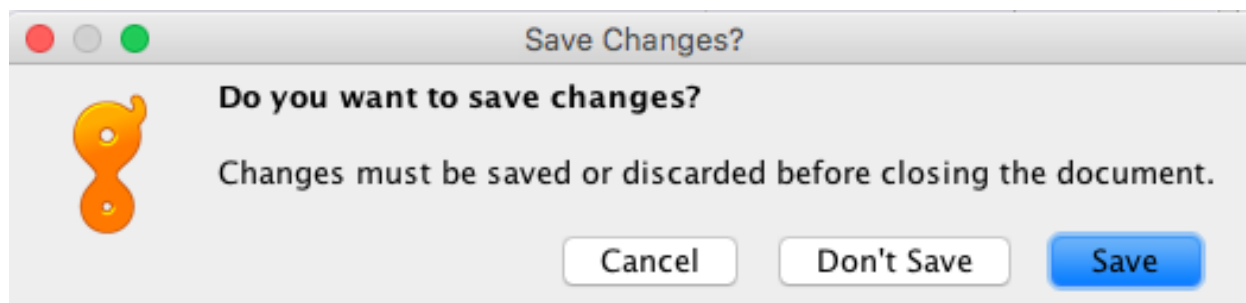 Save Changes?
Do you want to save changes?
Changes must be saved or discarded before closing the document.
Cancel Don't Save Save